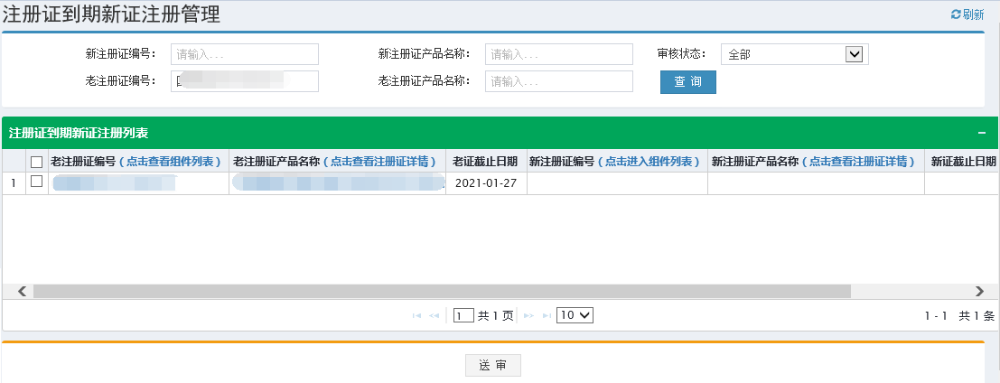 注册证到期新证注册管理
刷新
新注册证编号： 请输入... 新注册证产品名称： 请输入... 审核状态： 全部
老注册证编号： 老注册证产品名称： 请输入... 查 询
注册证到期新证注册列表
老注册证编号（点击查看组件列表） 老注册证产品名称（点击查看注册证详情） 老证截止日期 新注册证编号（点击进入组件列表） 新注册证产品名称（点击查看注册证详情） 新证截止日期
1 2021-01-27
1 共 1 页 10 1 - 1 共 1 条
送 审